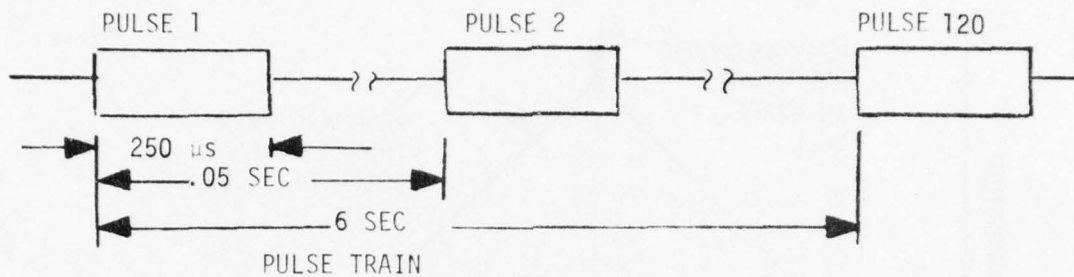 PULSE 1
PULSE 2
PULSE 120
250 µs
.05 SEC
6 SEC
PULSE TRAIN